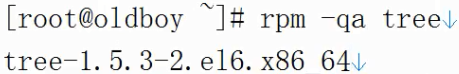 [root@oldboy ~]# rpm -qa tree↓
tree-1.5.3-2.el6.x86_64↓